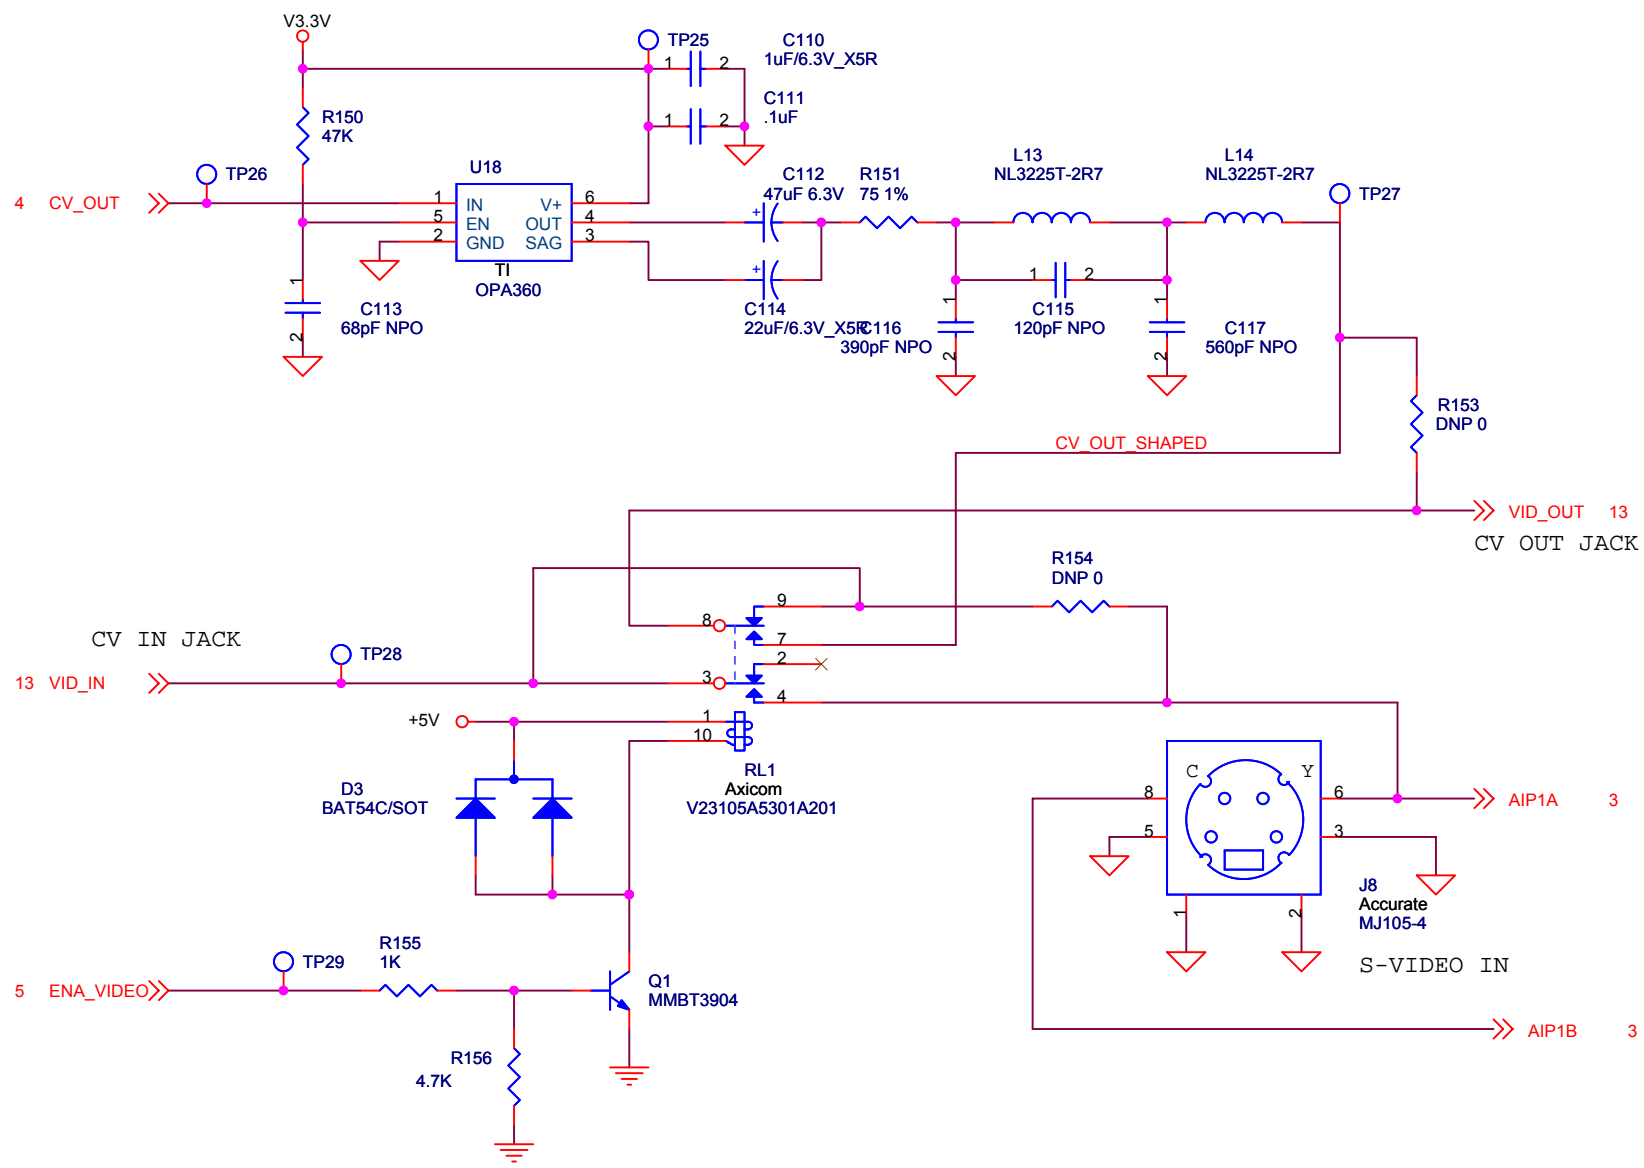 V3.3V
TP25
C110
1uF/6.3V_X5R
1 2
C111
.1uF
1 2
R150
47K
TP26
4 CV_OUT
U18
1 IN V+ 6
5 EN OUT 4
2 GND SAG 3
TI
OPA360
C112
47uF 6.3V
+
R151
75 1%
L13
NL3225T-2R7
L14
NL3225T-2R7
TP27
+
C114
22uF/6.3V_X5R
1
2
C113
68pF NPO
1
2
C116
390pF NPO
1 2
C115
120pF NPO
1
2
C117
560pF NPO
R153
DNP 0
CV_OUT_SHAPED
VID_OUT 13
CV OUT JACK
R154
DNP 0
CV IN JACK
TP28
13 VID_IN
9
8
7
2
3
4
+5V
1
10
RL1
Axicom
V23105A5301A201
D3
BAT54C/SOT
C Y
8 6
5 3
1 2
AIP1A 3
J8
Accurate
MJ105-4
S-VIDEO IN
AIP1B 3
TP29
R155
1K
5 ENA_VIDEO
Q1
MMBT3904
R156
4.7K